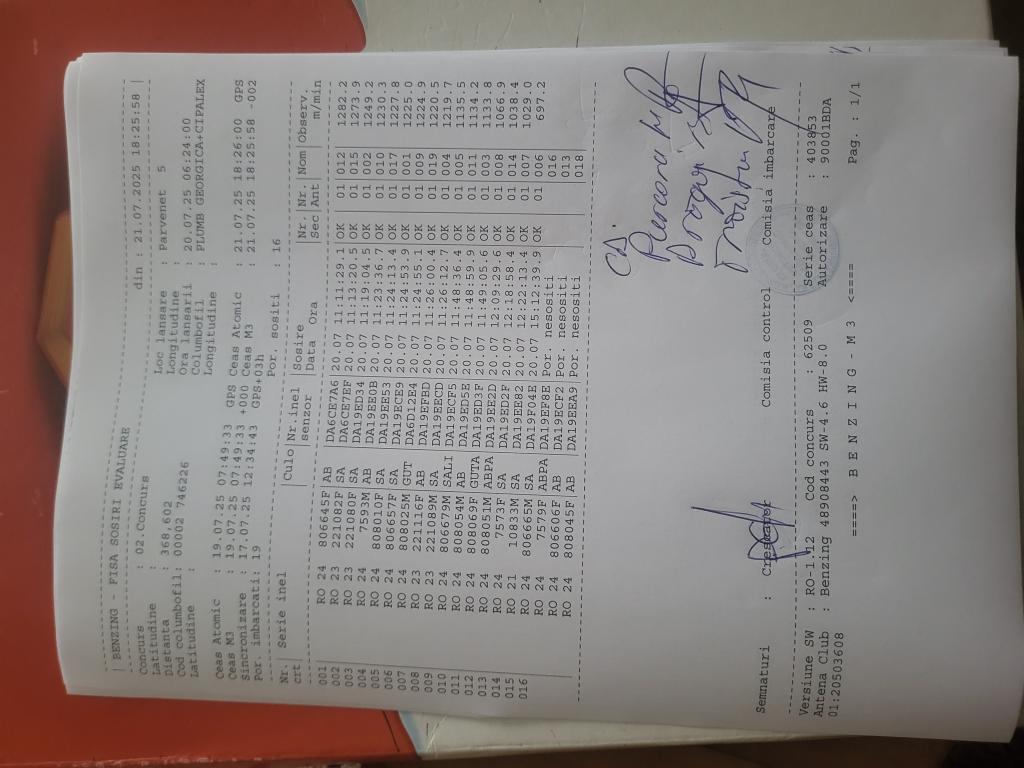 BENZING - FISA SOSIRI EVALUARE din : 21.07.2025 18:25:58
Concurs : 02.Concurs Loc lansare : Parvenet 5
Latitudine : Longitudine :
Distanta : 368,602 Ora lansarii : 20.07.25 06:24:00
Cod columbofil: 00002 746226 Columbofil : PLUMB GEORGICA+CIPALEX
Latitudine : Longitudine :
Ceas Atomic : 19.07.25 07:49:33 GPS Ceas Atomic : 21.07.25 18:26:00 GPS
Ceas M3 : 19.07.25 07:49:33 +000 Ceas M3 : 21.07.25 18:25:58 -002
Sincronizare : 17.07.25 12:34:43 GPS+03h
Por. imbarcati: 19 Por. sositi : 16
Nr. Serie inel Culo Nr inel Sosire Nr Nr. Nom Observ.
crt senzor Data Ora Sec Ant m/min
001 RO 24 806645F AB DA6CE7A6 20.07 11:11:29.1 OK 01 012 1282.2
002 RO 23 221082F SA DA6CE7EF 20.07 11:13:20.5 OK 01 015 1273.9
003 RO 23 221080F SA DA19ED34 20.07 11:19:04.5 OK 01 002 1249.2
004 RO 24 7593M AB DA19EE0B 20.07 11:23:36.7 OK 01 010 1230.3
005 RO 24 808010F SA DA19EE53 20.07 11:24:13.4 OK 01 017 1227.8
006 RO 24 806657F SA DA19ECE9 20.07 11:24:53.9 OK 01 001 1225.0
007 RO 24 808025M GUT DA6D12E4 20.07 11:24:55.1 OK 01 009 1224.9
008 RO 23 221116F AB DA19EFBD 20.07 11:26:00.4 OK 01 019 1220.5
009 RO 23 221089M SA DA19EECD 20.07 11:26:12.7 OK 01 004 1219.7
010 RO 24 806679M SALI DA19ECF5 20.07 11:48:36.4 OK 01 005 1135.5
011 RO 24 808054M AB DA19ED5E 20.07 11:48:59.9 OK 01 011 1134.2
012 RO 24 808069F GUTA DA19ED3F 20.07 11:49:05.6 OK 01 003 1133.8
013 RO 24 808051M ABPA DA19EE2D 20.07 12:09:29.6 OK 01 008 1066.9
014 RO 24 7573F SA DA19ED2F 20.07 12:18:58.4 OK 01 014 1038.4
015 RO 21 10833M SA DA19EE82 20.07 12:22:13.4 OK 01 007 1029.0
016 RO 24 806665M SA DA19F04E 20.07 15:12:39.9 OK 01 006 697.2
RO 24 7579F ABPA DA19EF8E Por. nesositi 016
RO 24 806606F AB DA19ECF2 Por. nesositi 013
RO 24 808045F AB DA19EEA9 Por. nesositi 018
Semnaturi : Crescator Comisia control Comisia imbarcare
Versiune SW : RO-1.12 Cod concurs : 62509 Serie ceas : 403853
Antena Club : Benzing 48908443 SW-4.6 HW-8.0 Autorizare : 90001BDA
01:20503608
====> B E N Z I N G - M 3 <==== Pag. : 1/1